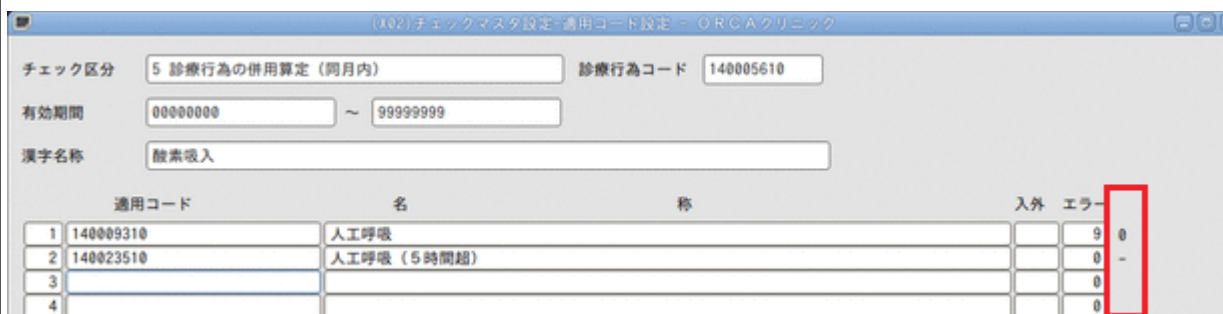 (X02)チェックマスタ設定-適用コード設定 - ORCAクリニック
チェック区分 5 診療行為の併用算定（同月内） 診療行為コード 140005610
有効期間 00000000 ～ 99999999
漢字名称 酸素吸入
適用コード 名 称 入外 エラー
1 140009310 人工呼吸 9 0
2 140023510 人工呼吸（５時間超） 0 -
3 0
4 0